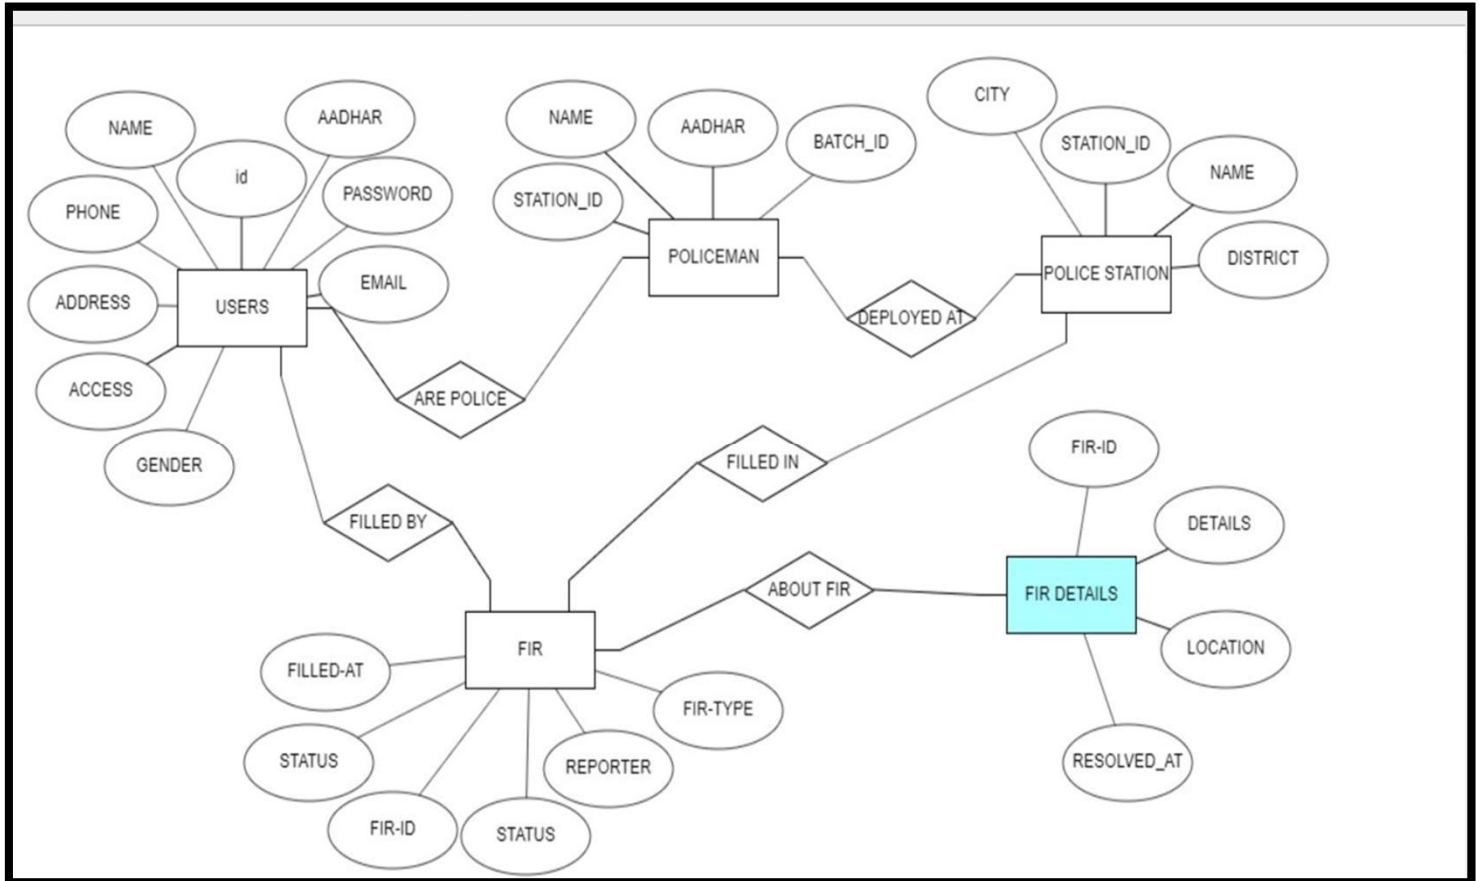 NAME
id
AADHAR
PHONE
PASSWORD
ADDRESS
EMAIL
ACCESS
GENDER
USERS
NAME
AADHAR
BATCH_ID
STATION_ID
POLICEMAN
CITY
STATION_ID
NAME
DISTRICT
POLICE STATION
DEPLOYED AT
ARE POLICE
FILLED BY
FILLED IN
ABOUT FIR
FIR
FILLED-AT
STATUS
FIR-ID
STATUS
REPORTER
FIR-TYPE
FIR-ID
DETAILS
FIR DETAILS
LOCATION
RESOLVED_AT